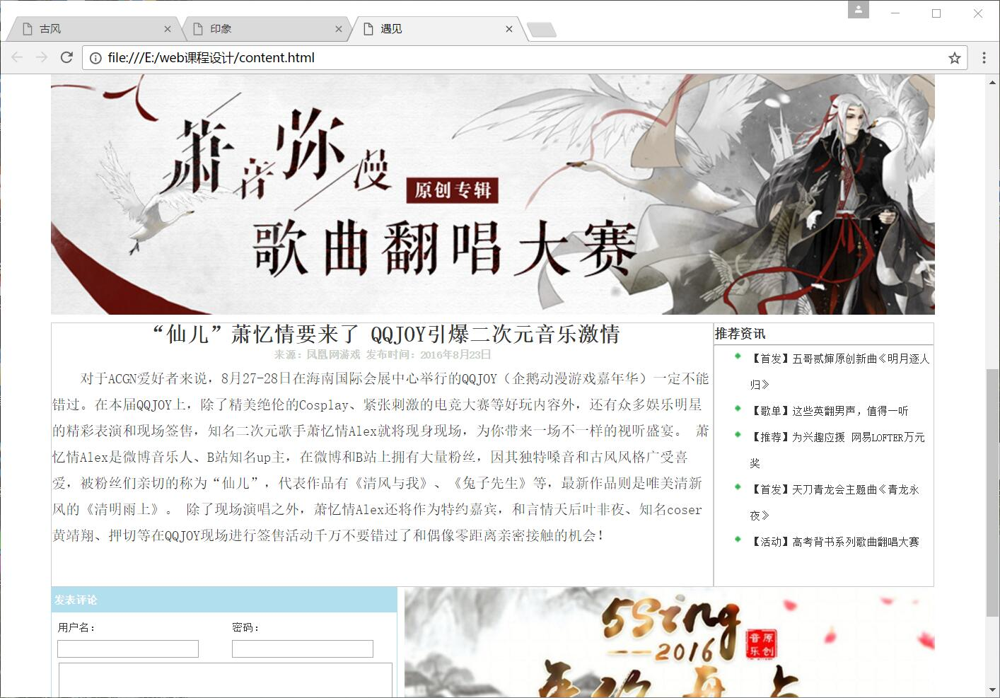 古风
印象
遇见
file:///E:/web课程设计/content.html
萧音弥漫
原创专辑
歌曲翻唱大赛
“仙儿”萧忆情要来了 QQJOY引爆二次元音乐激情
来源：凤凰网游戏 发布时间：2016年8月23日
对于ACGN爱好者来说，8月27-28日在海南国际会展中心举行的QQJOY（企鹅动漫游戏嘉年华）一定不能
错过。在本届QQJOY上，除了精美绝伦的Cosplay、紧张刺激的电竞大赛等好玩内容外，还有众多娱乐明星
的精彩表演和现场签售，知名二次元歌手萧忆情Alex就将现身现场，为你带来一场不一样的视听盛宴。 萧
忆情Alex是微博音乐人、B站知名up主，在微博和B站上拥有大量粉丝，因其独特嗓音和古风风格广受喜
爱，被粉丝们亲切的称为“仙儿”，代表作品有《清风与我》、《兔子先生》等，最新作品则是唯美清新
风的《清明雨上》。 除了现场演唱之外，萧忆情Alex还将作为特约嘉宾，和言情天后叶非夜、知名coser
黄靖翔、押切等在QQJOY现场进行签售活动千万不要错过了和偶像零距离亲密接触的机会！
推荐资讯
【首发】五哥贰婶原创新曲《明月逐人
归》
【歌单】这些英翻男声，值得一听
【推荐】为兴趣应援 网易LOFTER万元
奖
【首发】天刀青龙会主题曲《青龙永
夜》
【活动】高考背书系列歌曲翻唱大赛
发表评论
用户名：
密码：
5Sing
2016
原创音乐